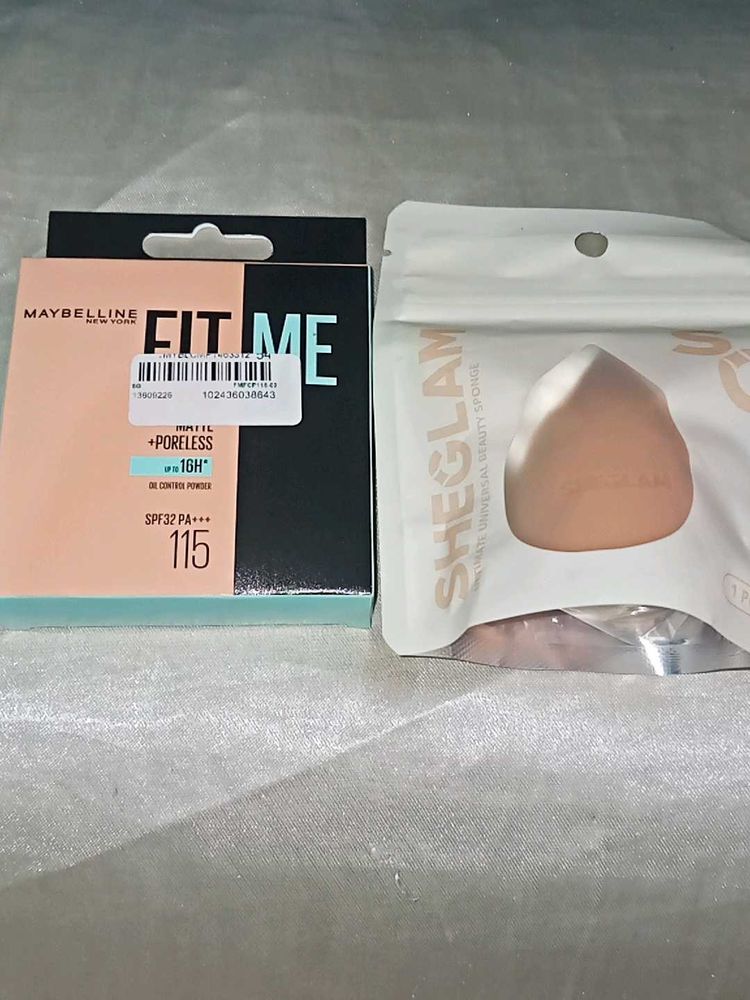 MAYBELLINE
NEW YORK
FIT ME
102436038643
MATTE
+PORELESS
UP TO 16H*
OIL CONTROL POWDER
SPF32 PA+++
115
SHEGLAM
ULTIMATE UNIVERSAL BEAUTY SPONGE
SHEGLAM